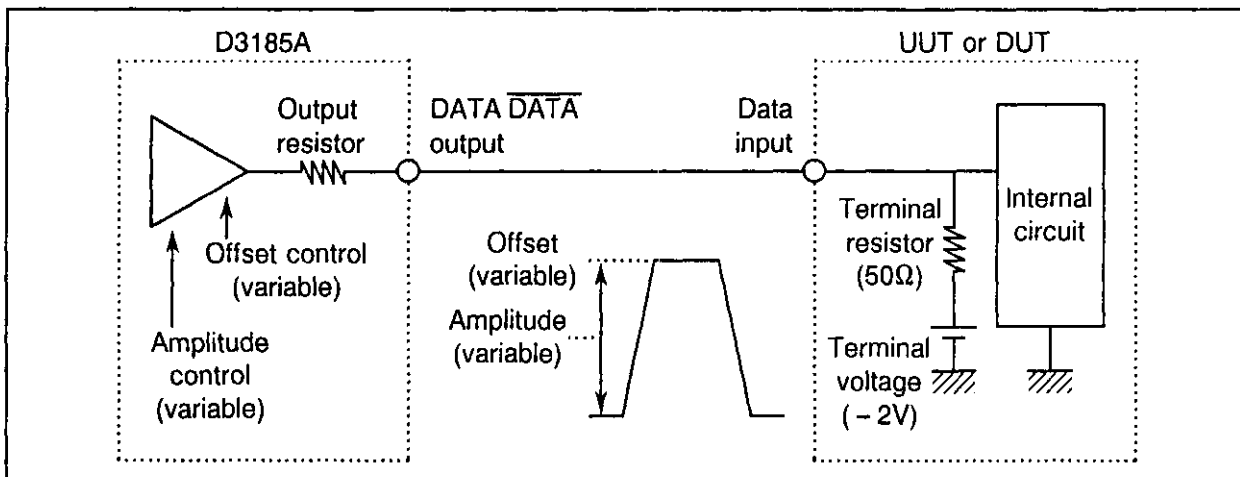 D3185A
UUT or DUT
Output
resistor
DATA D̅A̅T̅A̅
output
Data
input
Offset control
(variable)
Amplitude
control
(variable)
Offset
(variable)
Amplitude
(variable)
Terminal
resistor
(50Ω)
Internal
circuit
Terminal
voltage
(−2V)